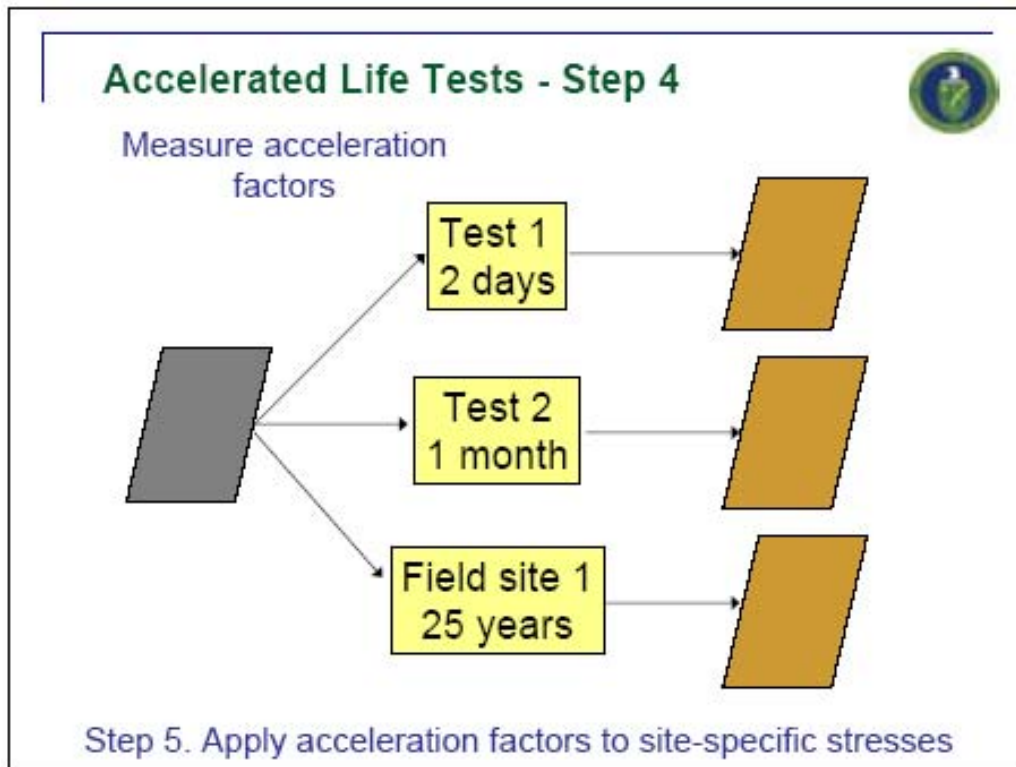 Accelerated Life Tests - Step 4
Measure acceleration
factors
Test 1
2 days
Test 2
1 month
Field site 1
25 years
Step 5. Apply acceleration factors to site-specific stresses